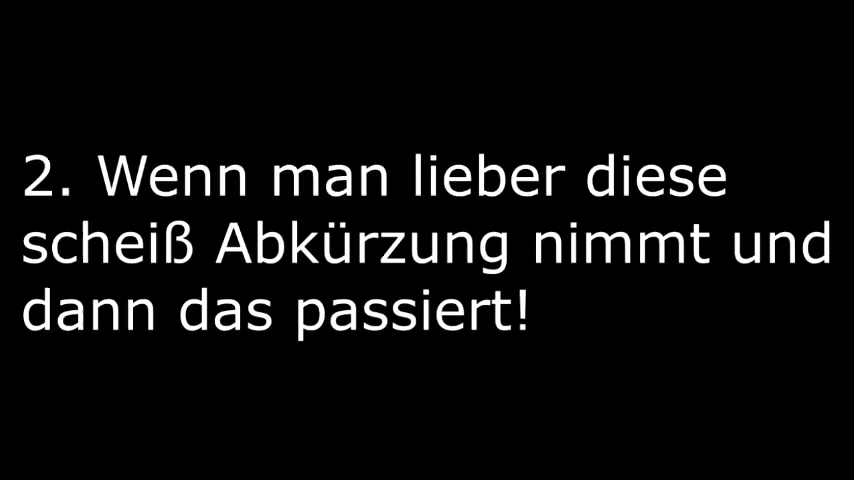 2. Wenn man lieber diese
scheiß Abkürzung nimmt und
dann das passiert!